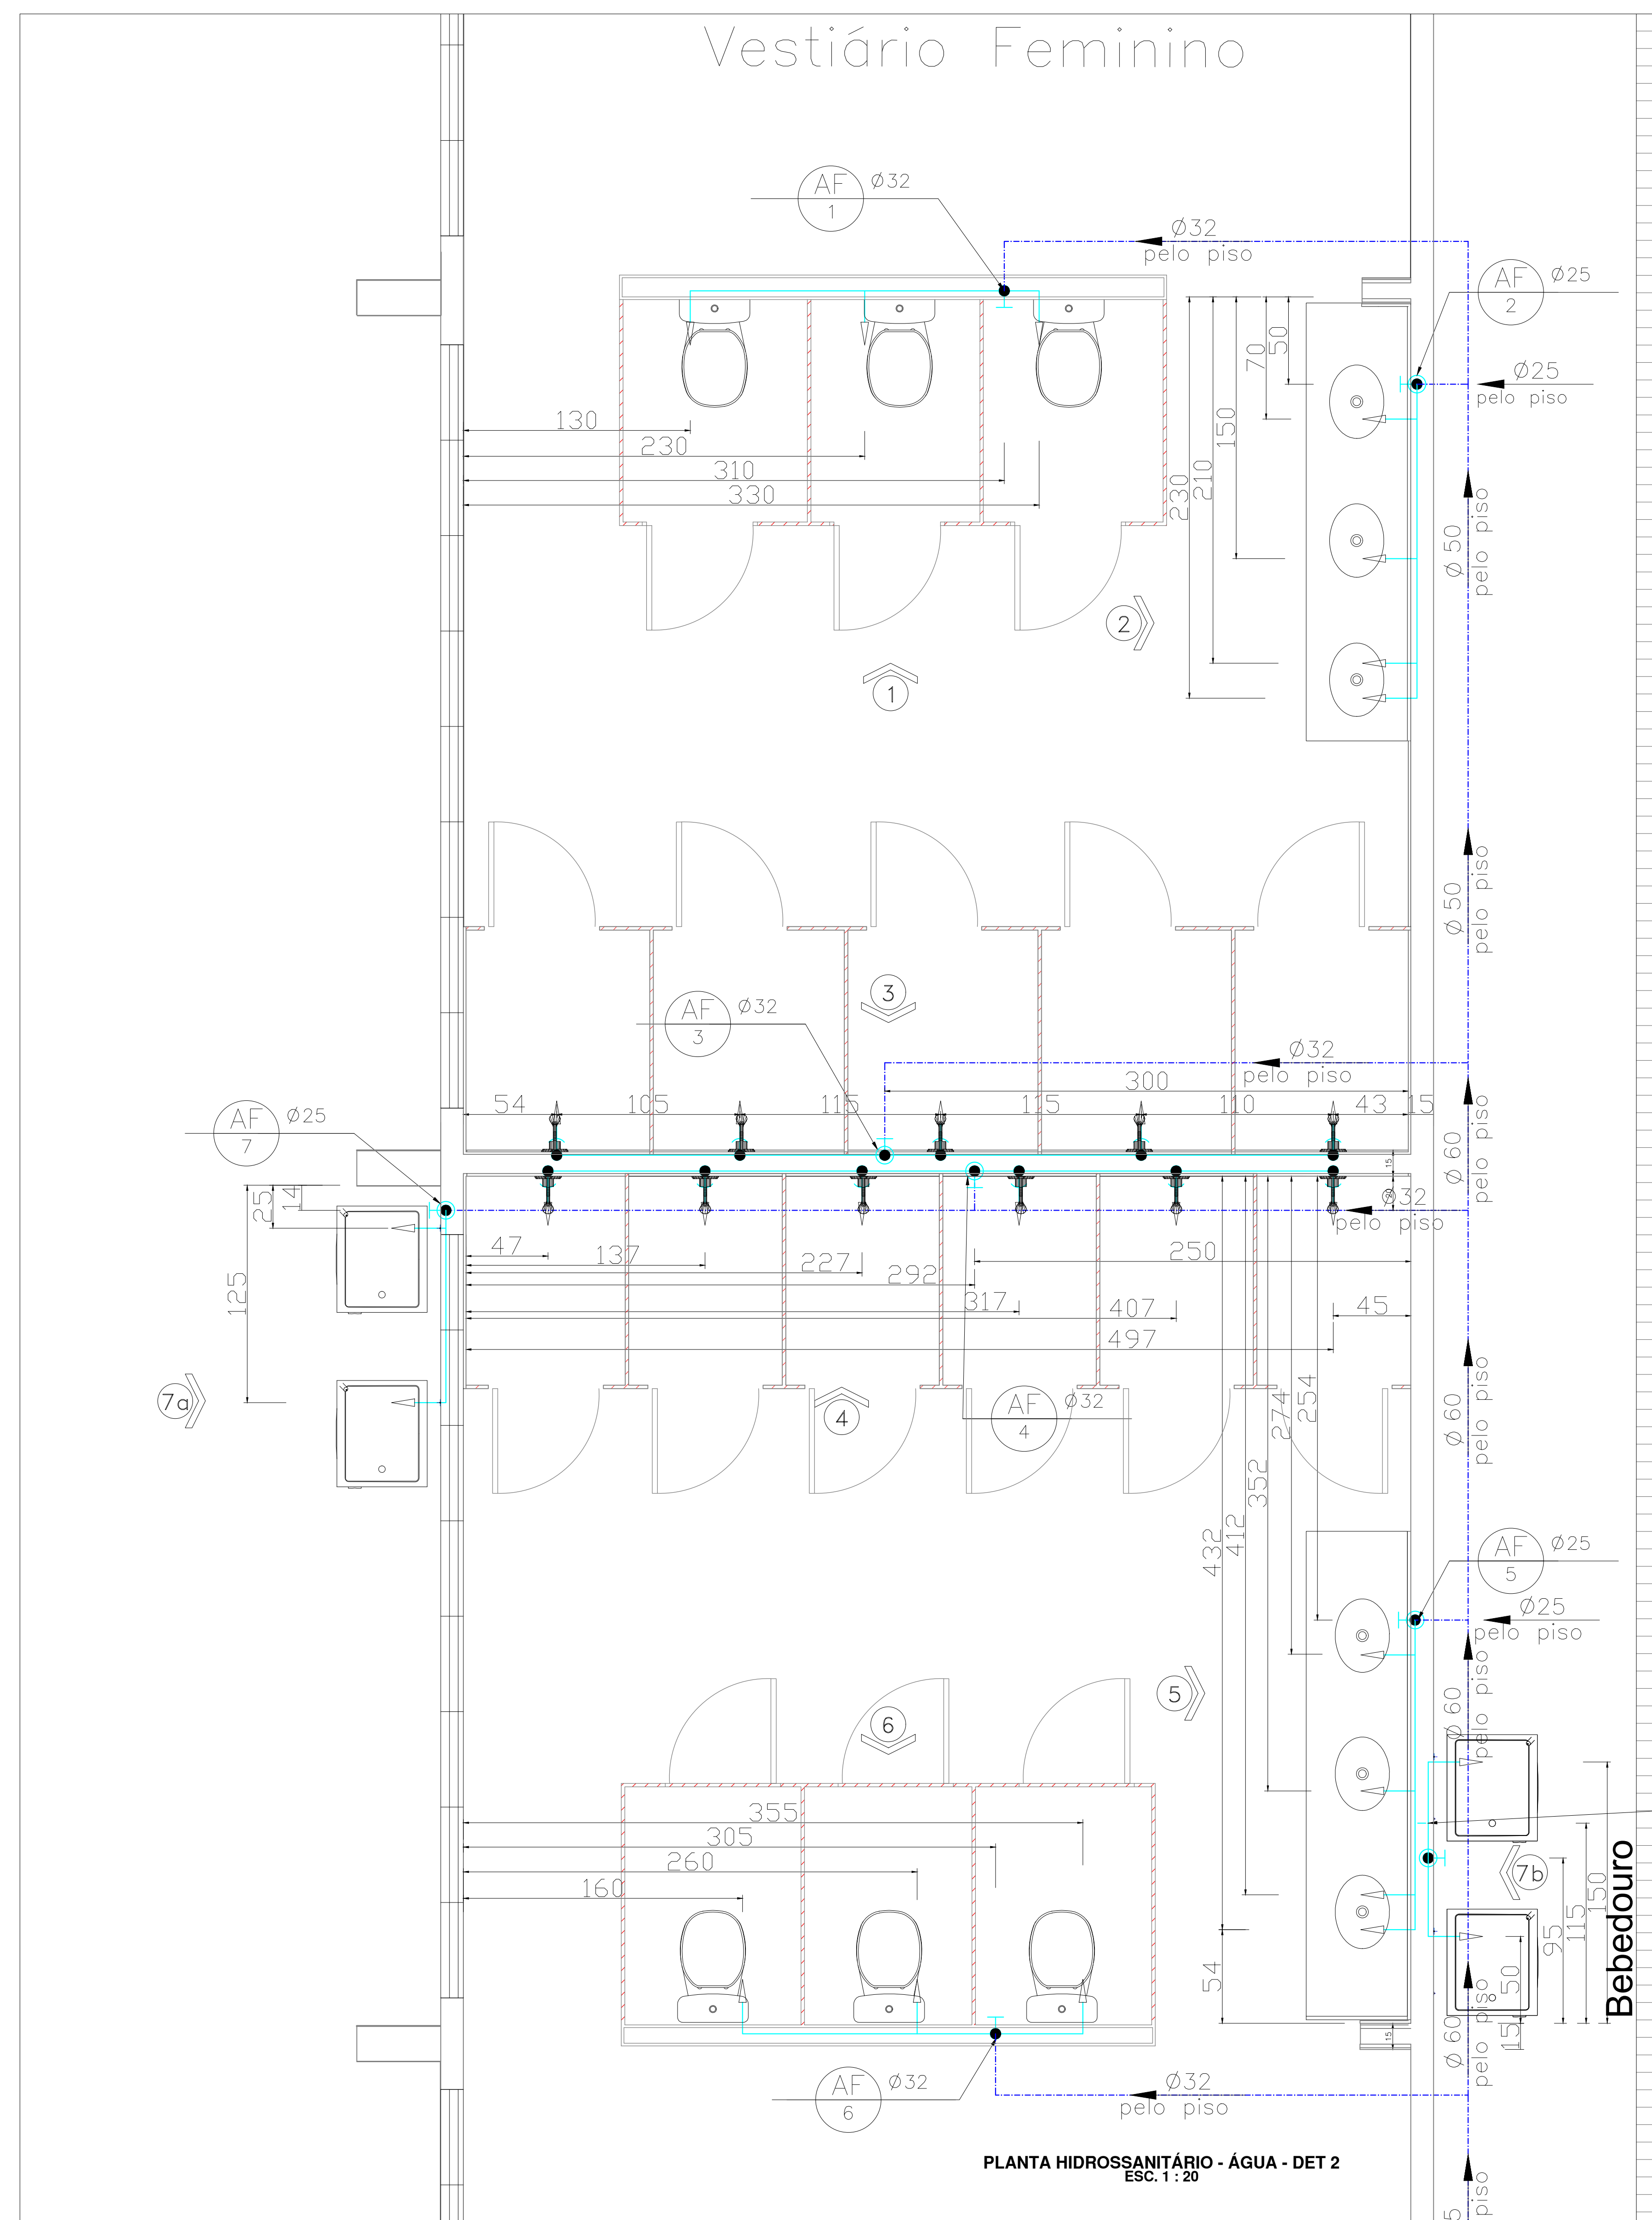 Vestiário Feminino
AF
1
Ø32
Ø32
pelo piso
AF
2
Ø25
Ø25
pelo piso
50
70
150
210
230
130
230
310
330
Ø 50
pelo piso
2
1
Ø 50
pelo piso
3
AF
3
Ø32
Ø32
pelo piso
300
54
105
115
115
110
43
15
AF
7
Ø25
Ø 60
pelo piso
15
20
Ø32
pelo piso
25
14
125
47
137
227
292
250
317
407
45
497
7a
4
AF
4
Ø32
254
274
352
412
432
Ø 60
pelo piso
AF
5
Ø25
Ø25
pelo piso
5
6
Ø 60
pelo piso
355
305
260
160
7b
150
115
95
50
15
Bebedouro
54
15
Ø 60
pelo piso
AF
6
Ø32
Ø32
pelo piso
PLANTA HIDROSSANITÁRIO - ÁGUA - DET 2
ESC. 1 : 20
piso